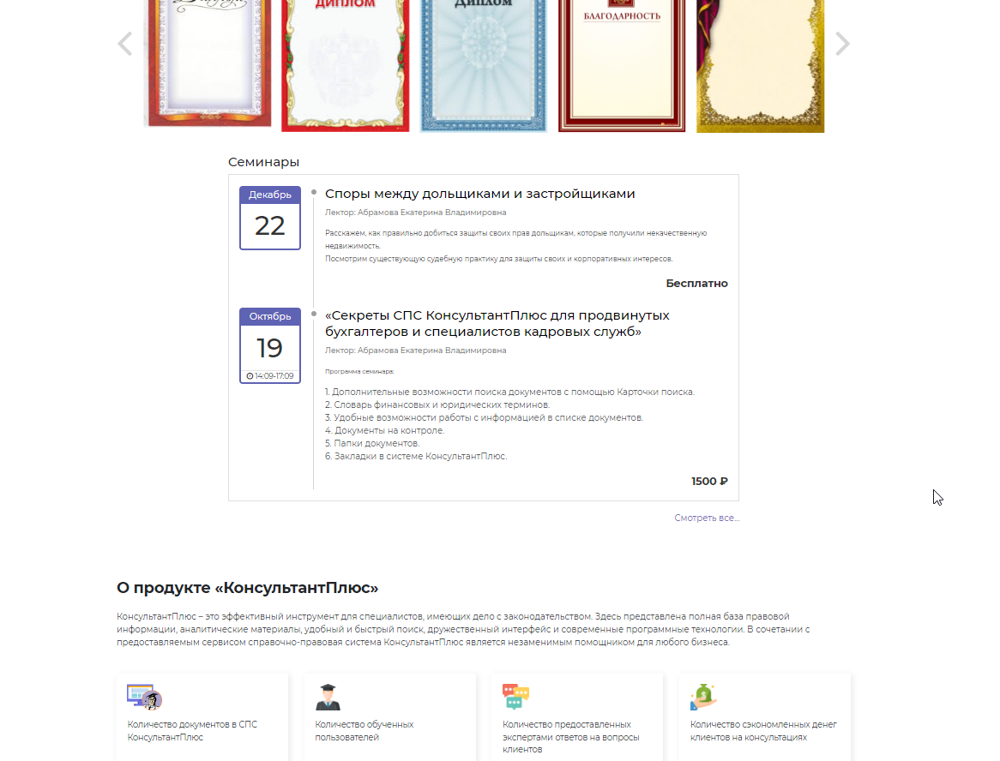 ДИПЛОМ
Диплом
БЛАГОДАРНОСТЬ
Семинары
Декабрь
22
Споры между дольщиками и застройщиками
Лектор: Абрамова Екатерина Владимировна
Расскажем, как правильно добиться защиты своих прав дольщикам, которые получили некачественную
недвижимость.
Посмотрим существующую судебную практику для защиты своих и корпоративных интересов.
Бесплатно
Октябрь
19
14:09-17:09
«Секреты СПС КонсультантПлюс для продвинутых
бухгалтеров и специалистов кадровых служб»
Лектор: Абрамова Екатерина Владимировна
Программа семинара:
1. Дополнительные возможности поиска документов с помощью Карточки поиска.
2. Словарь финансовых и юридических терминов.
3. Удобные возможности работы с информацией в списке документов.
4. Документы на контроле.
5. Папки документов.
6. Закладки в системе КонсультантПлюс.
1500 ₽
Смотреть все...
О продукте «КонсультантПлюс»
КонсультантПлюс – это эффективный инструмент для специалистов, имеющих дело с законодательством. Здесь представлена полная база правовой
информации, аналитические материалы, удобный и быстрый поиск, дружественный интерфейс и современные программные технологии. В сочетании с
предоставляемым сервисом справочно-правовая система КонсультантПлюс является незаменимым помощником для любого бизнеса.
Количество документов в СПС
КонсультантПлюс
Количество обученных
пользователей
Количество предоставленных
экспертами ответов на вопросы
клиентов
Количество сэкономленных денег
клиентов на консультациях